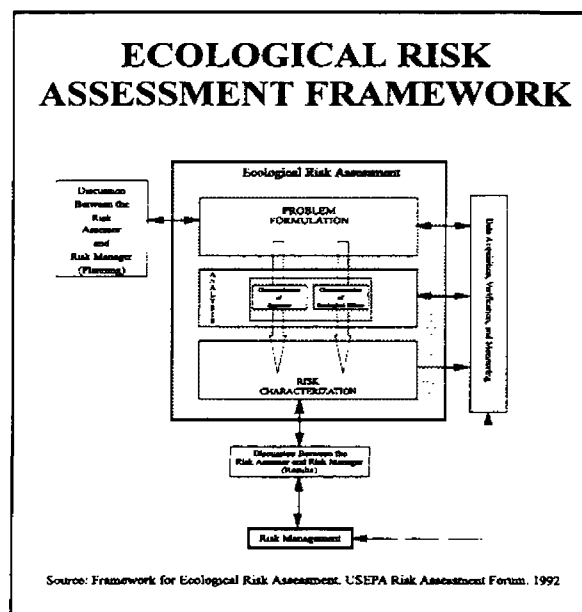 ECOLOGICAL RISK
ASSESSMENT FRAMEWORK
Ecological Risk Assessment
Discussion
Between the
Risk
Assessor
and
Risk Manager
(Planning)
PROBLEM
FORMULATION
ANALYSIS
Characterization
of
Exposure
Characterization
of
Ecological Effects
RISK
CHARACTERIZATION
Data Acquisition, Verification, and Monitoring
Discussion Between the
Risk Assessor and Risk Manager
(Results)
Risk Management
Source: Framework for Ecological Risk Assessment. USEPA Risk Assessment Forum. 1992